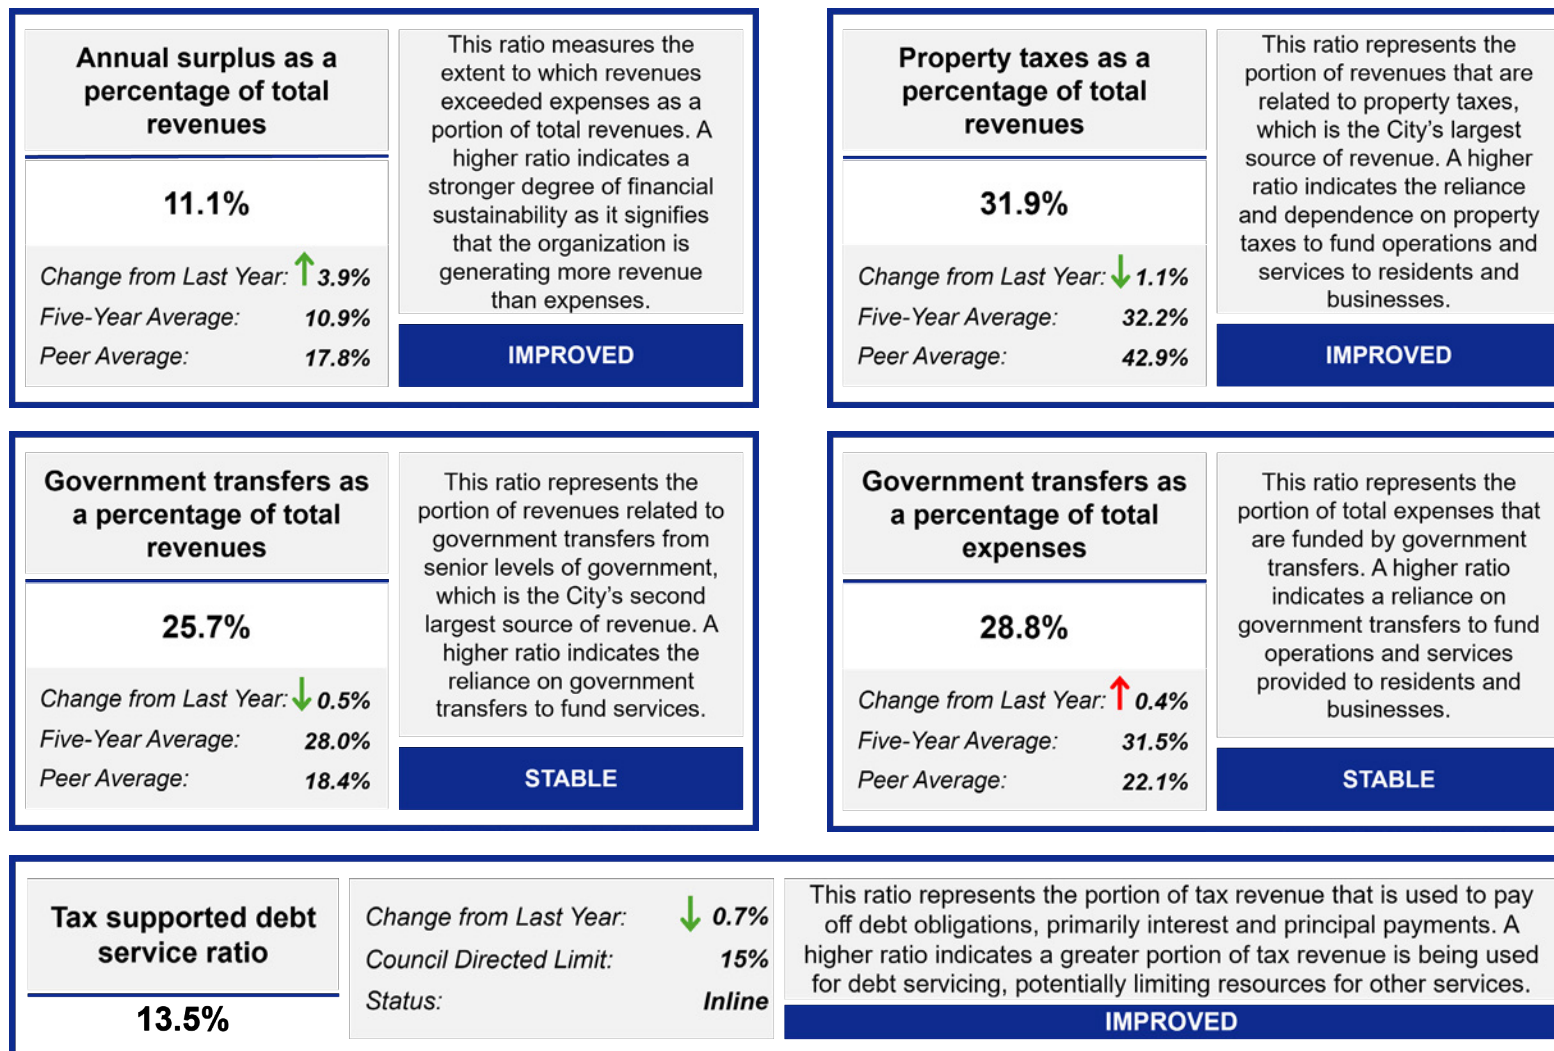 Annual surplus as a
percentage of total
revenues
11.1%
Change from Last Year: ↑ 3.9%
Five-Year Average: 10.9%
Peer Average: 17.8%
This ratio measures the
extent to which revenues
exceeded expenses as a
portion of total revenues. A
higher ratio indicates a
stronger degree of financial
sustainability as it signifies
that the organization is
generating more revenue
than expenses.
IMPROVED
Property taxes as a
percentage of total
revenues
31.9%
Change from Last Year: ↓ 1.1%
Five-Year Average: 32.2%
Peer Average: 42.9%
This ratio represents the
portion of revenues that are
related to property taxes,
which is the City’s largest
source of revenue. A higher
ratio indicates the reliance
and dependence on property
taxes to fund operations and
services to residents and
businesses.
IMPROVED
Government transfers as
a percentage of total
revenues
25.7%
Change from Last Year: ↓ 0.5%
Five-Year Average: 28.0%
Peer Average: 18.4%
This ratio represents the
portion of revenues related to
government transfers from
senior levels of government,
which is the City’s second
largest source of revenue. A
higher ratio indicates the
reliance on government
transfers to fund services.
STABLE
Government transfers as
a percentage of total
expenses
28.8%
Change from Last Year: ↑ 0.4%
Five-Year Average: 31.5%
Peer Average: 22.1%
This ratio represents the
portion of total expenses that
are funded by government
transfers. A higher ratio
indicates a reliance on
government transfers to fund
operations and services
provided to residents and
businesses.
STABLE
Tax supported debt
service ratio
13.5%
Change from Last Year: ↓ 0.7%
Council Directed Limit: 15%
Status: Inline
This ratio represents the portion of tax revenue that is used to pay
off debt obligations, primarily interest and principal payments. A
higher ratio indicates a greater portion of tax revenue is being used
for debt servicing, potentially limiting resources for other services.
IMPROVED